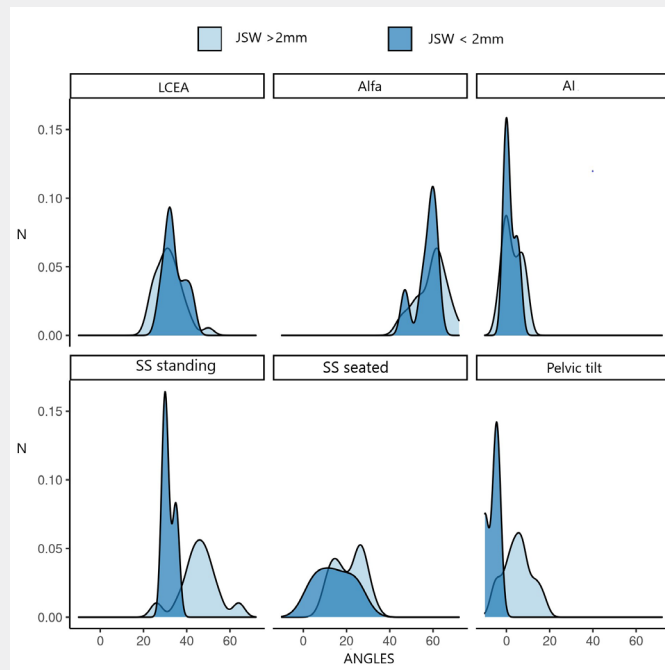 JSW >2mm
JSW < 2mm
LCEA
Alfa
AI
0.15
0.10
N
0.05
0.00
SS standing
SS seated
Pelvic tilt
0.15
N
0.10
0.05
0.00
0 20 40 60
0 20 40 60
0 20 40 60
ANGLES